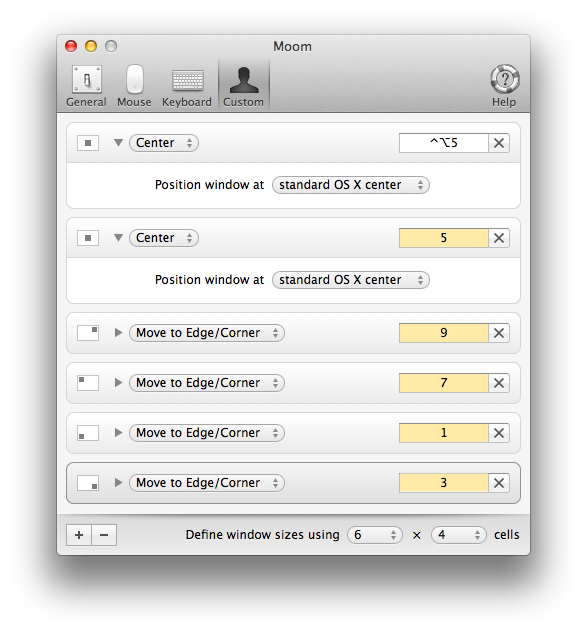 Moom
General Mouse Keyboard Custom Help
Center ^⌥5
Position window at standard OS X center
Center 5
Position window at standard OS X center
Move to Edge/Corner 9
Move to Edge/Corner 7
Move to Edge/Corner 1
Move to Edge/Corner 3
Define window sizes using 6 × 4 cells